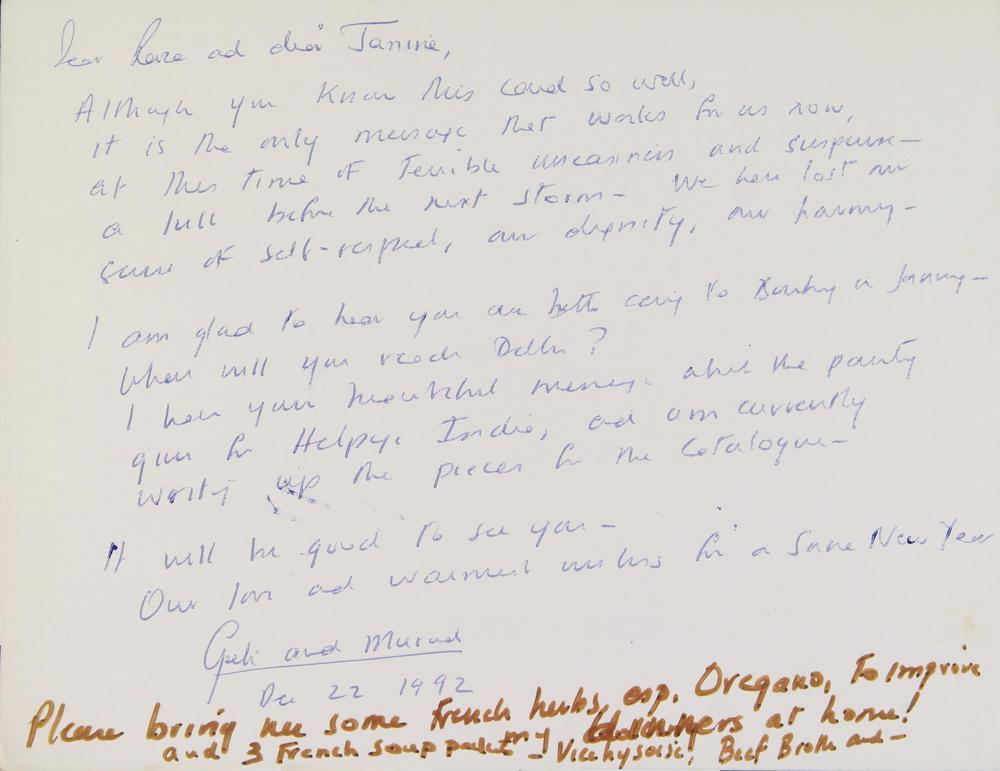 Dear Raza and dear Janine,
Although you know this card so well,
it is the only message that works for us now,
at this time of terrible uneasiness and suspense—
a lull before the next storm— We have lost our
sense of self-respect, our dignity, our harmony—
I am glad to hear you are both coming to Bombay in January—
When will you reach Delhi?
I have your beautiful message about the painting
given for Helpage India, and am currently
writing up the pieces for the Catalogue—
It will be good to see you—
Our love and warmest wishes for a Sane New Year
Geeti and
Dec 22 1992
Please bring me some French herbs, esp. Oregano, To Improve
my dinners at home!
and 3 French soup packets— Vichysoise, Beef Broth and—